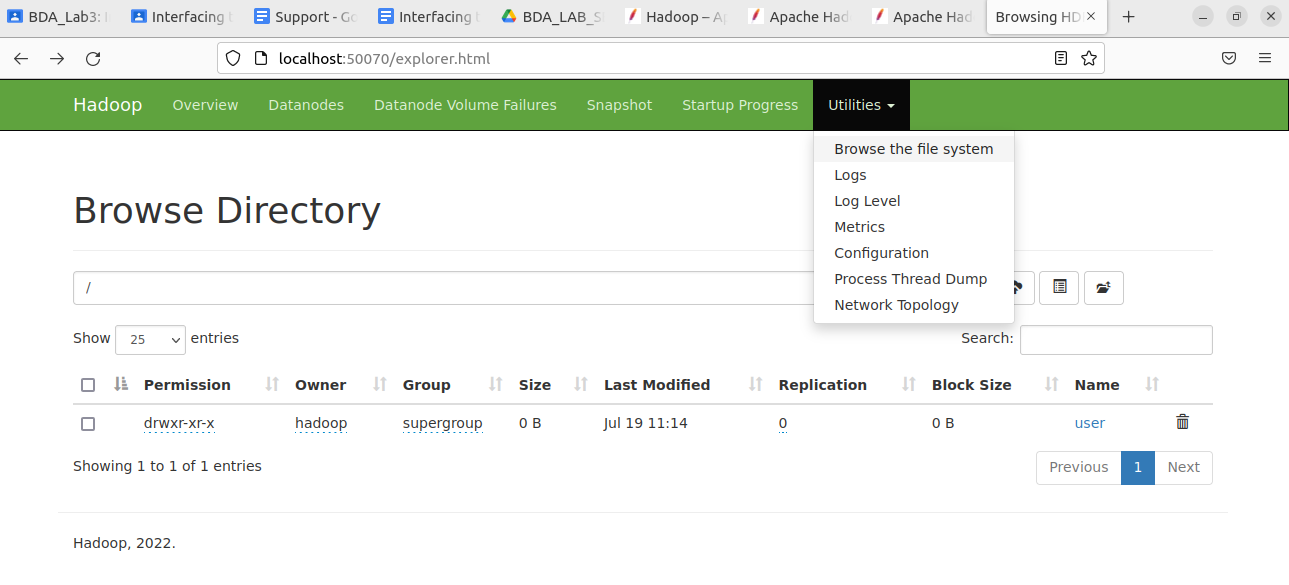 BDA_Lab3: Interfacing Support - Go Interfacing BDA_LAB_S Hadoop – Ap Apache Had Apache Had Browsing HD
localhost:50070/explorer.html
Hadoop Overview Datanodes Datanode Volume Failures Snapshot Startup Progress Utilities
Browse the file system
Logs
Log Level
Metrics
Configuration
Process Thread Dump
Network Topology
Browse Directory
/
Show 25 entries Search:
Permission Owner Group Size Last Modified Replication Block Size Name
drwxr-xr-x hadoop supergroup 0 B Jul 19 11:14 0 0 B user
Showing 1 to 1 of 1 entries Previous 1 Next
Hadoop, 2022.